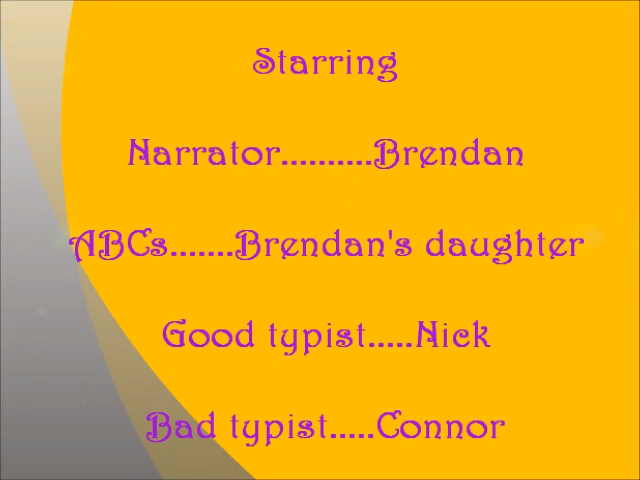 Starring
Narrator..........Brendan
ABCs.......Brendan's daughter
Good typist.....Nick
Bad typist.....Connor